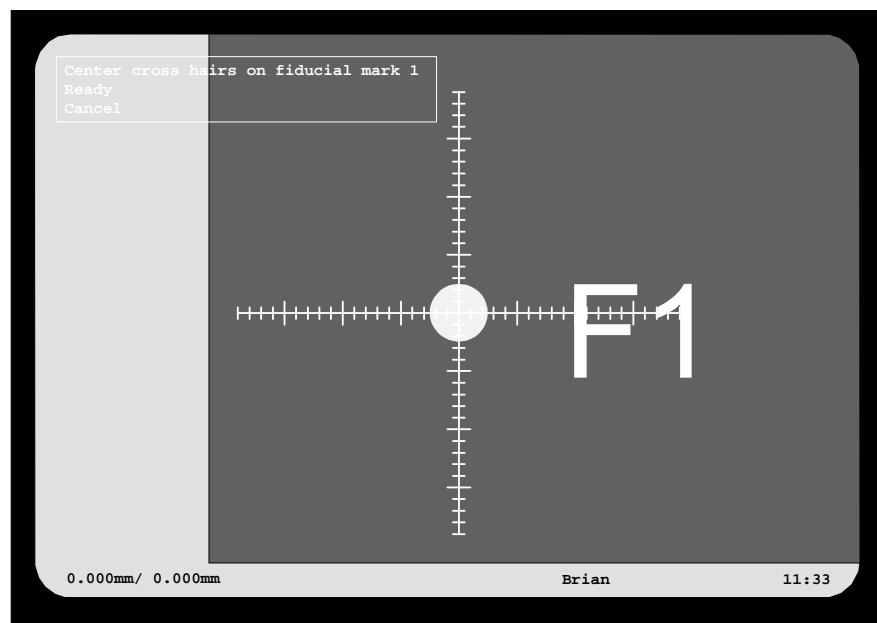 Center cross hairs on fiducial mark 1
Ready
Cancel
F1
0.000mm/ 0.000mm Brian 11:33